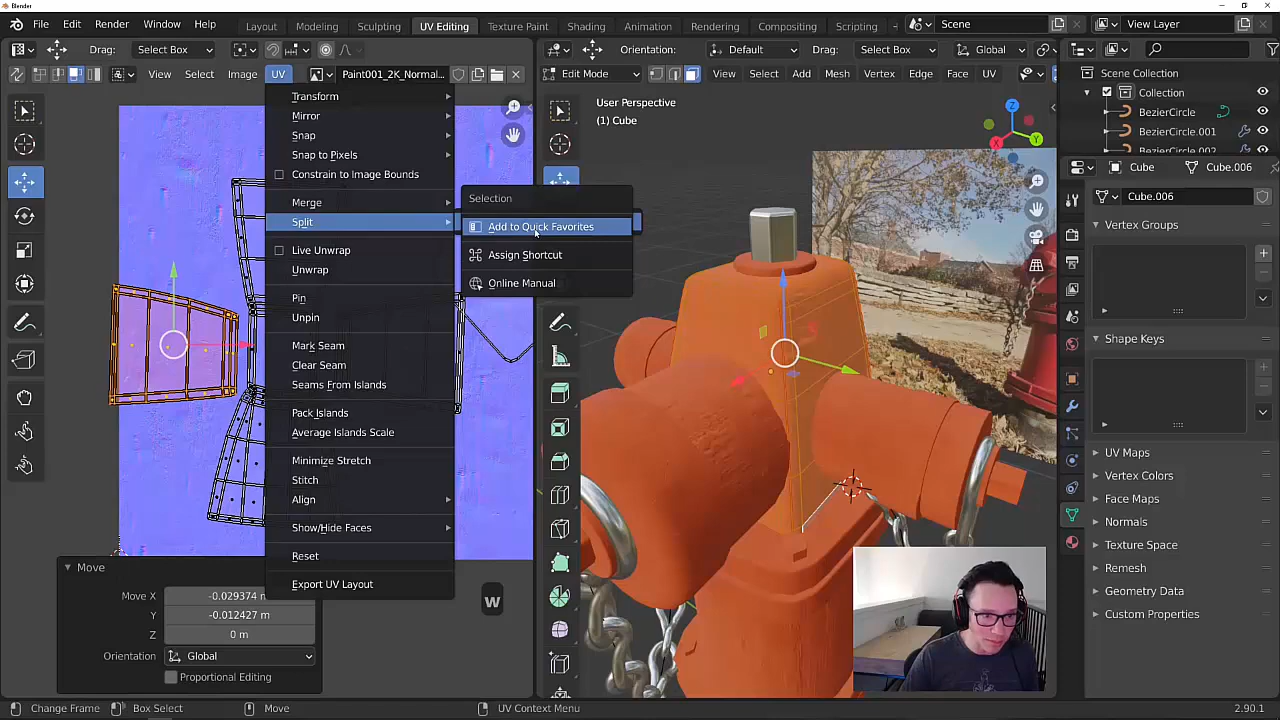 Blender
File Edit Render Window Help Layout Modeling Sculpting UV Editing Texture Paint Shading Animation Rendering Compositing Scripting Scene View Layer
Drag: Select Box Orientation: Default Drag: Select Box Global
View Select Image UV Paint001_2K_Normal... Edit Mode View Select Add Mesh Vertex Edge Face UV
Scene Collection
Collection
BezierCircle
BezierCircle.001
BezierCircle.002
Cube Cube.006
Cube.006
Vertex Groups
Shape Keys
UV Maps
Vertex Colors
Face Maps
Normals
Texture Space
Remesh
Geometry Data
Custom Properties
User Perspective
(1) Cube
Z
Y
X
Transform
Mirror
Snap
Snap to Pixels
Constrain to Image Bounds
Merge
Split
Live Unwrap
Unwrap
Pin
Unpin
Mark Seam
Clear Seam
Seams From Islands
Pack Islands
Average Islands Scale
Minimize Stretch
Stitch
Align
Show/Hide Faces
Reset
Export UV Layout
Selection
Add to Quick Favorites
Assign Shortcut
Online Manual
W
Move
Move X -0.029374 m
Y -0.012427 m
Z 0 m
Orientation Global
Proportional Editing
Change Frame Box Select Move UV Context Menu 2.90.1